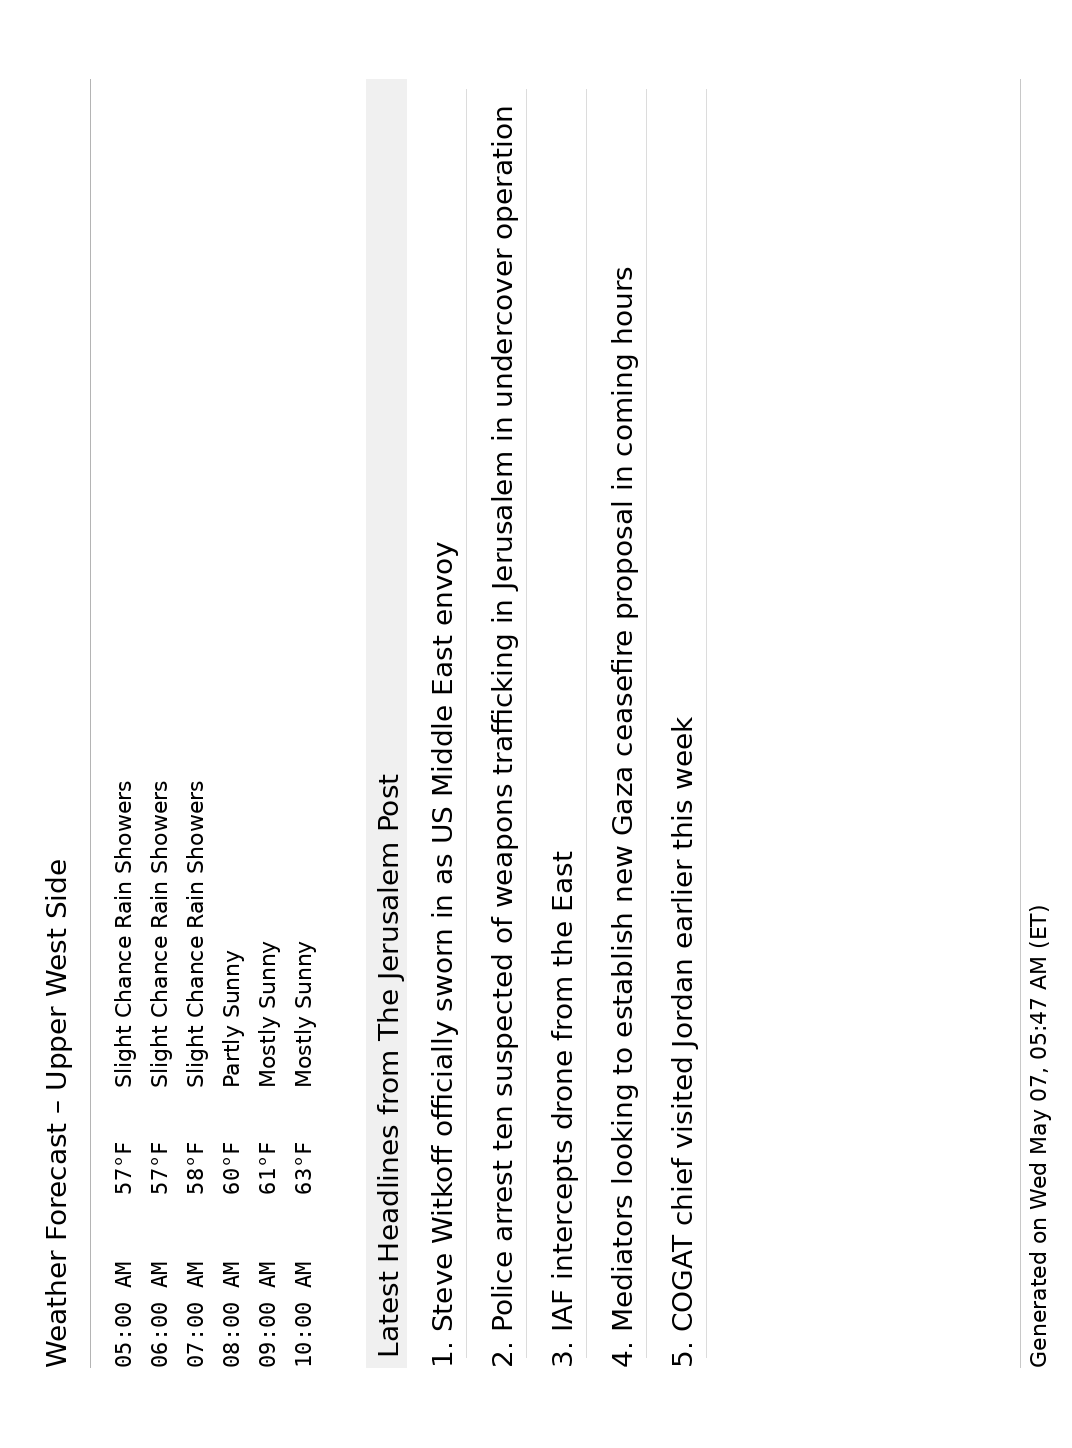 Weather Forecast – Upper West Side
05:00 AM 57°F Slight Chance Rain Showers
06:00 AM 57°F Slight Chance Rain Showers
07:00 AM 58°F Slight Chance Rain Showers
08:00 AM 60°F Partly Sunny
09:00 AM 61°F Mostly Sunny
10:00 AM 63°F Mostly Sunny
Latest Headlines from The Jerusalem Post
1. Steve Witkoff officially sworn in as US Middle East envoy
2. Police arrest ten suspected of weapons trafficking in Jerusalem in undercover operation
3. IAF intercepts drone from the East
4. Mediators looking to establish new Gaza ceasefire proposal in coming hours
5. COGAT chief visited Jordan earlier this week
Generated on Wed May 07, 05:47 AM (ET)